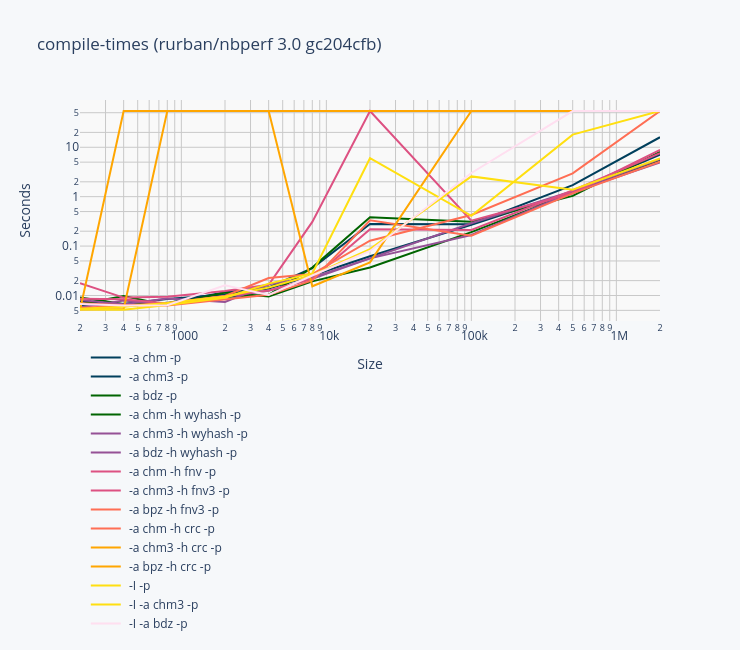 compile-times (rurban/nbperf 3.0 gc204cfb)
Seconds
5
2
10
5
2
1
5
2
0.1
5
2
0.01
5
2 3 4 5 6 7 8 9 1000 2 3 4 5 6 7 8 9 10k 2 3 4 5 6 7 8 9 100k 2 3 4 5 6 7 8 9 1M 2
Size
-a chm -p
-a chm3 -p
-a bdz -p
-a chm -h wyhash -p
-a chm3 -h wyhash -p
-a bdz -h wyhash -p
-a chm -h fnv -p
-a chm3 -h fnv3 -p
-a bpz -h fnv3 -p
-a chm -h crc -p
-a chm3 -h crc -p
-a bpz -h crc -p
-I -p
-I -a chm3 -p
-I -a bdz -p